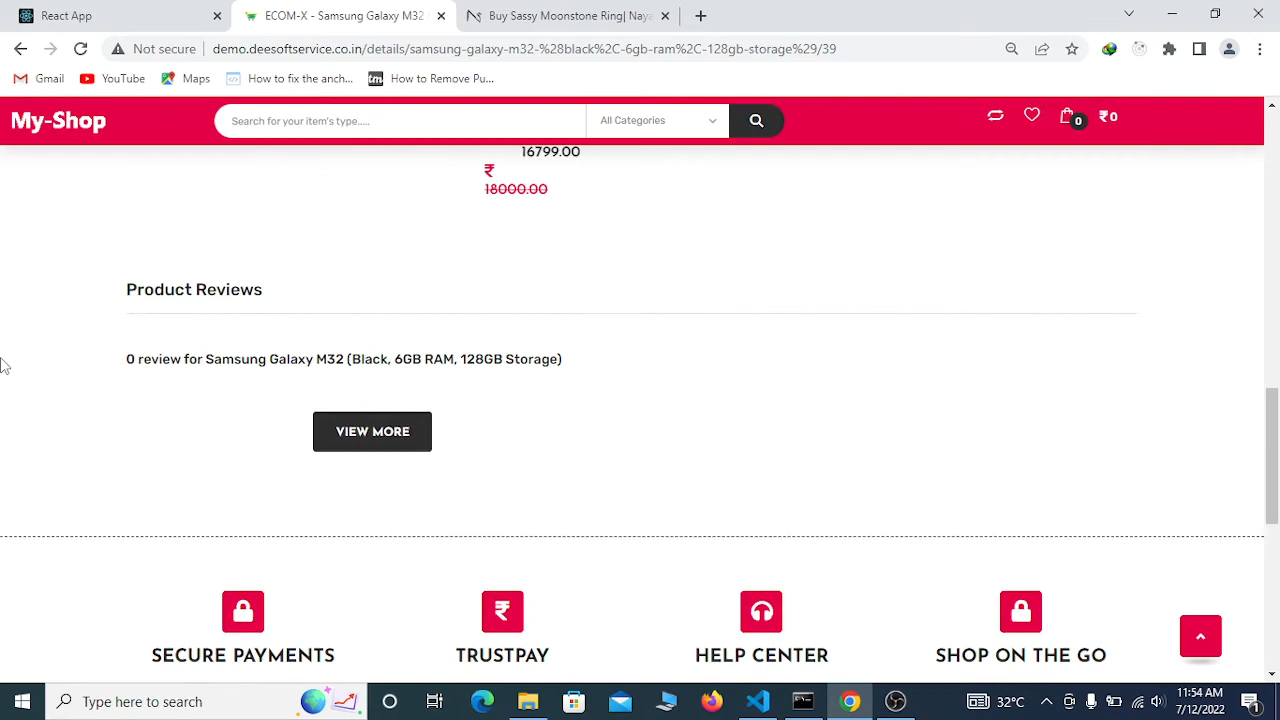 React App
ECOM-X - Samsung Galaxy M32
Buy Sassy Moonstone Ring| Naya
Not secure
demo.deesoftservice.co.in/details/samsung-galaxy-m32-%28black%2C-6gb-ram%2C-128gb-storage%29/39
Gmail
YouTube
Maps
How to fix the anch...
How to Remove Pu...
My-Shop
Search for your item's type.....
All Categories
0
₹0
16799.00
₹
18000.00
Product Reviews
0 review for Samsung Galaxy M32 (Black, 6GB RAM, 128GB Storage)
VIEW MORE
SECURE PAYMENTS
TRUSTPAY
HELP CENTER
SHOP ON THE GO
Type here to search
32°C
11:54 AM
7/12/2022
1